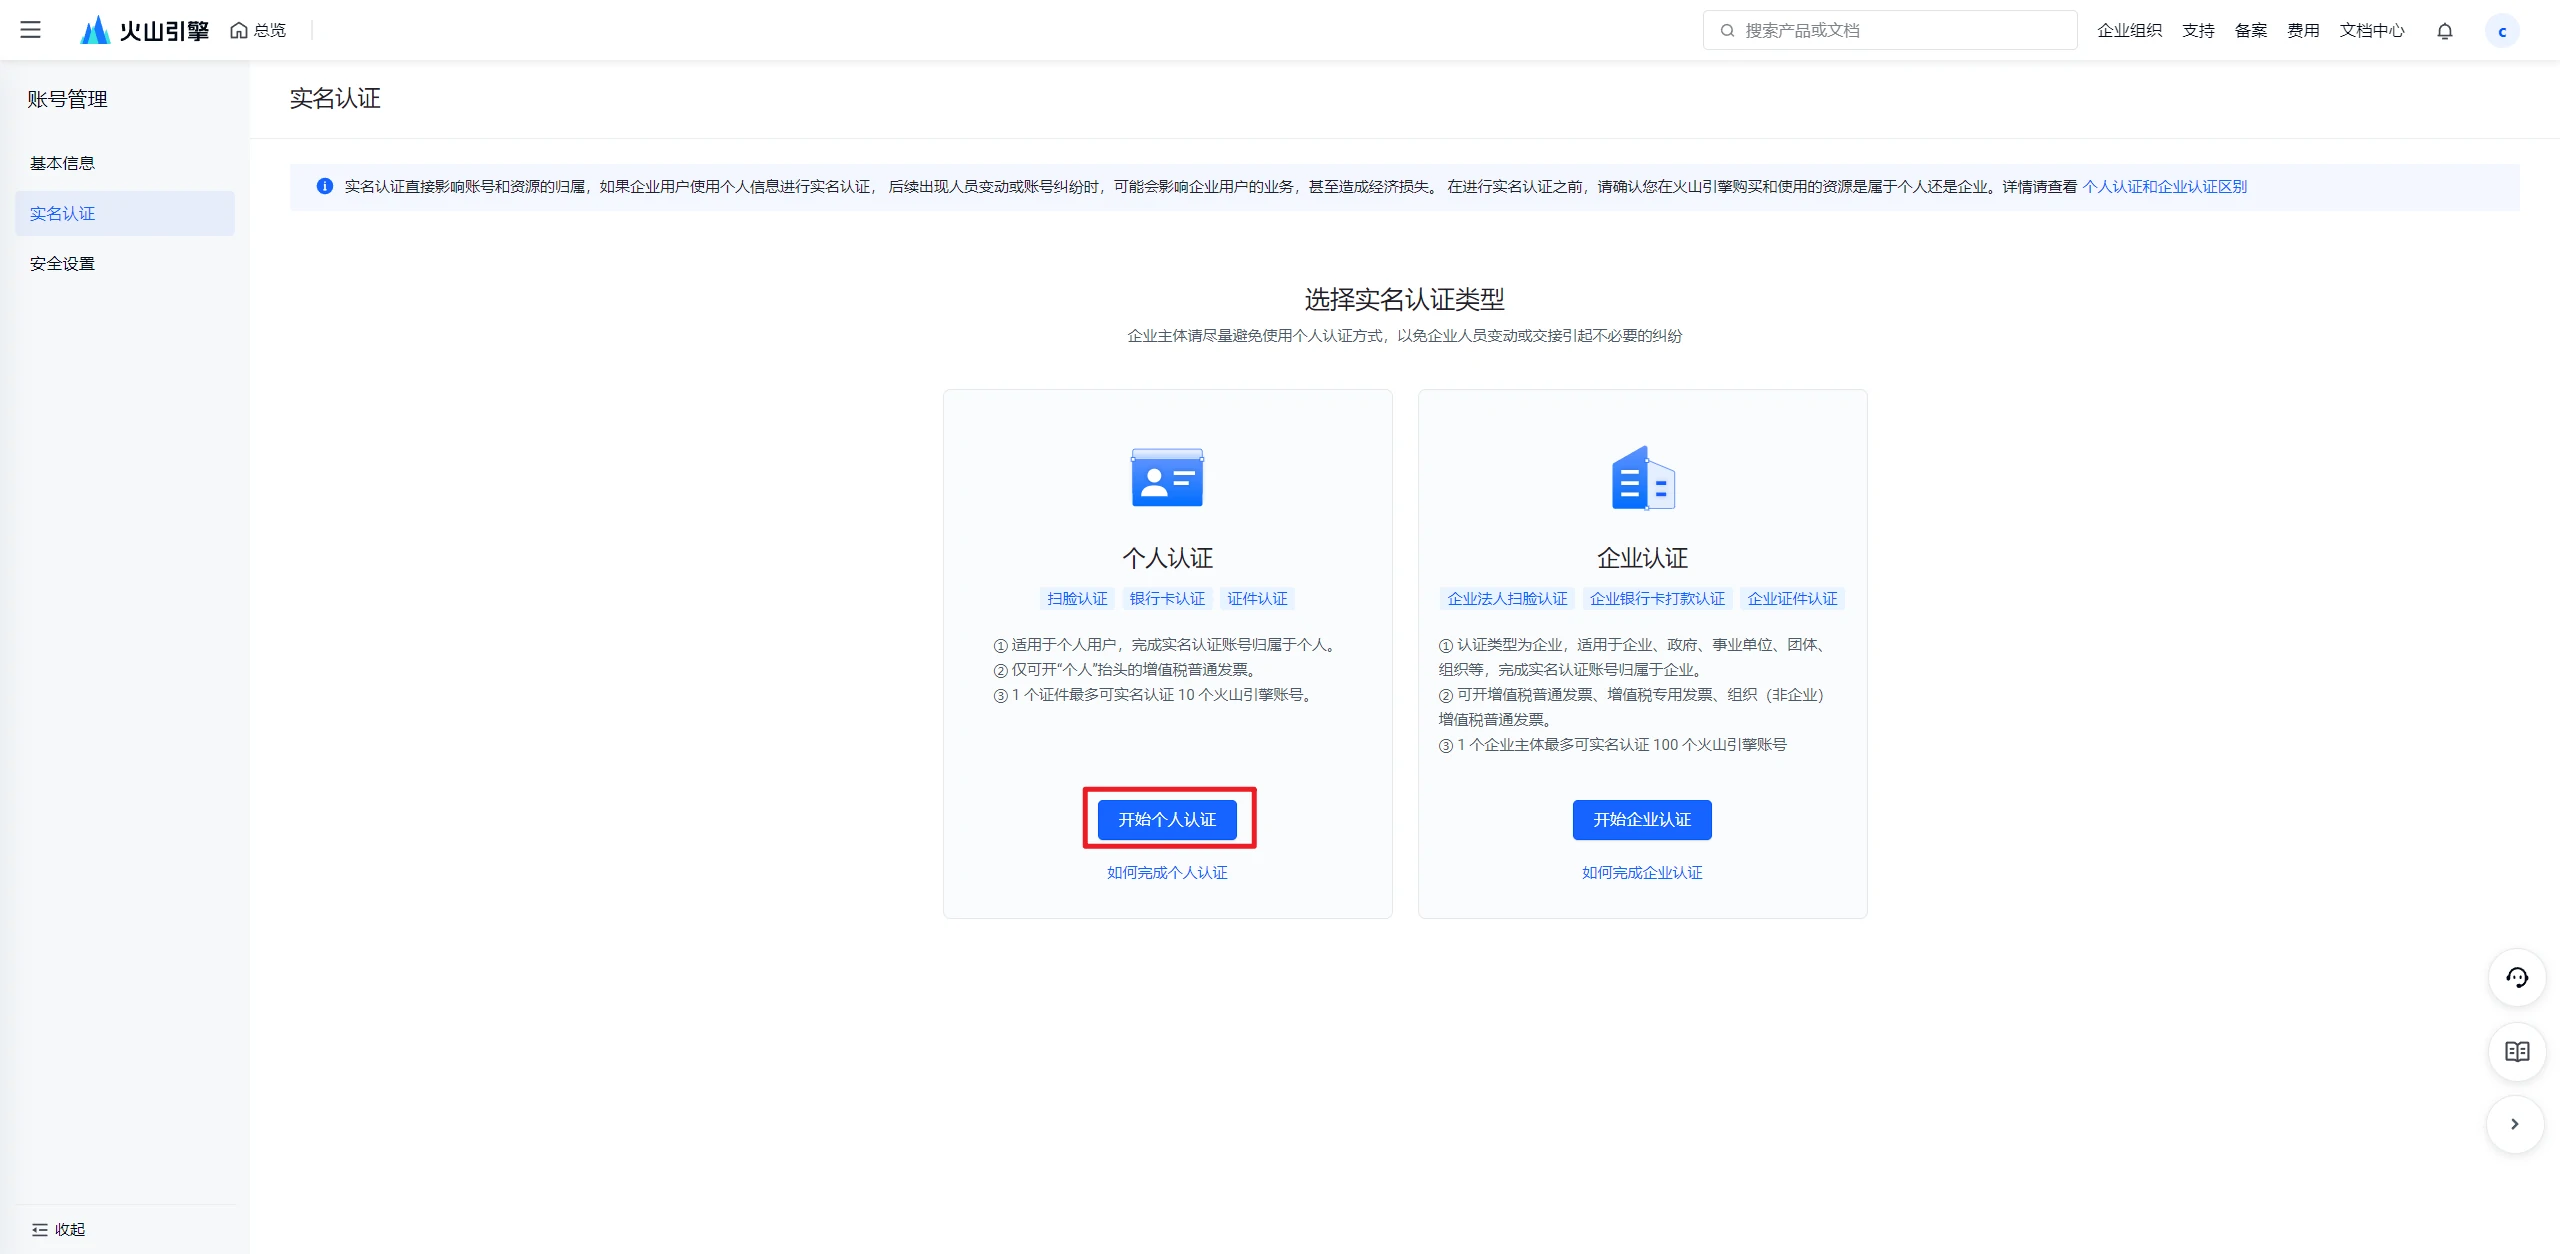 火山引擎
总览
搜索产品或文档
企业组织
支持
备案
费用
文档中心
c
账号管理
基本信息
实名认证
安全设置
收起
实名认证
实名认证直接影响账号和资源的归属，如果企业用户使用个人信息进行实名认证， 后续出现人员变动或账号纠纷时，可能会影响企业用户的业务，甚至造成经济损失。 在进行实名认证之前，请确认您在火山引擎购买和使用的资源是属于个人还是企业。详情请查看 个人认证和企业认证区别
选择实名认证类型
企业主体请尽量避免使用个人认证方式，以免企业人员变动或交接引起不必要的纠纷
个人认证
扫脸认证 银行卡认证 证件认证
① 适用于个人用户，完成实名认证账号归属于个人。
② 仅可开“个人”抬头的增值税普通发票。
③ 1 个证件最多可实名认证 10 个火山引擎账号。
开始个人认证
如何完成个人认证
企业认证
企业法人扫脸认证 企业银行卡打款认证 企业证件认证
① 认证类型为企业，适用于企业、政府、事业单位、团体、
组织等，完成实名认证账号归属于企业。
② 可开增值税普通发票、增值税专用发票、组织（非企业）
增值税普通发票。
③ 1 个企业主体最多可实名认证 100 个火山引擎账号
开始企业认证
如何完成企业认证